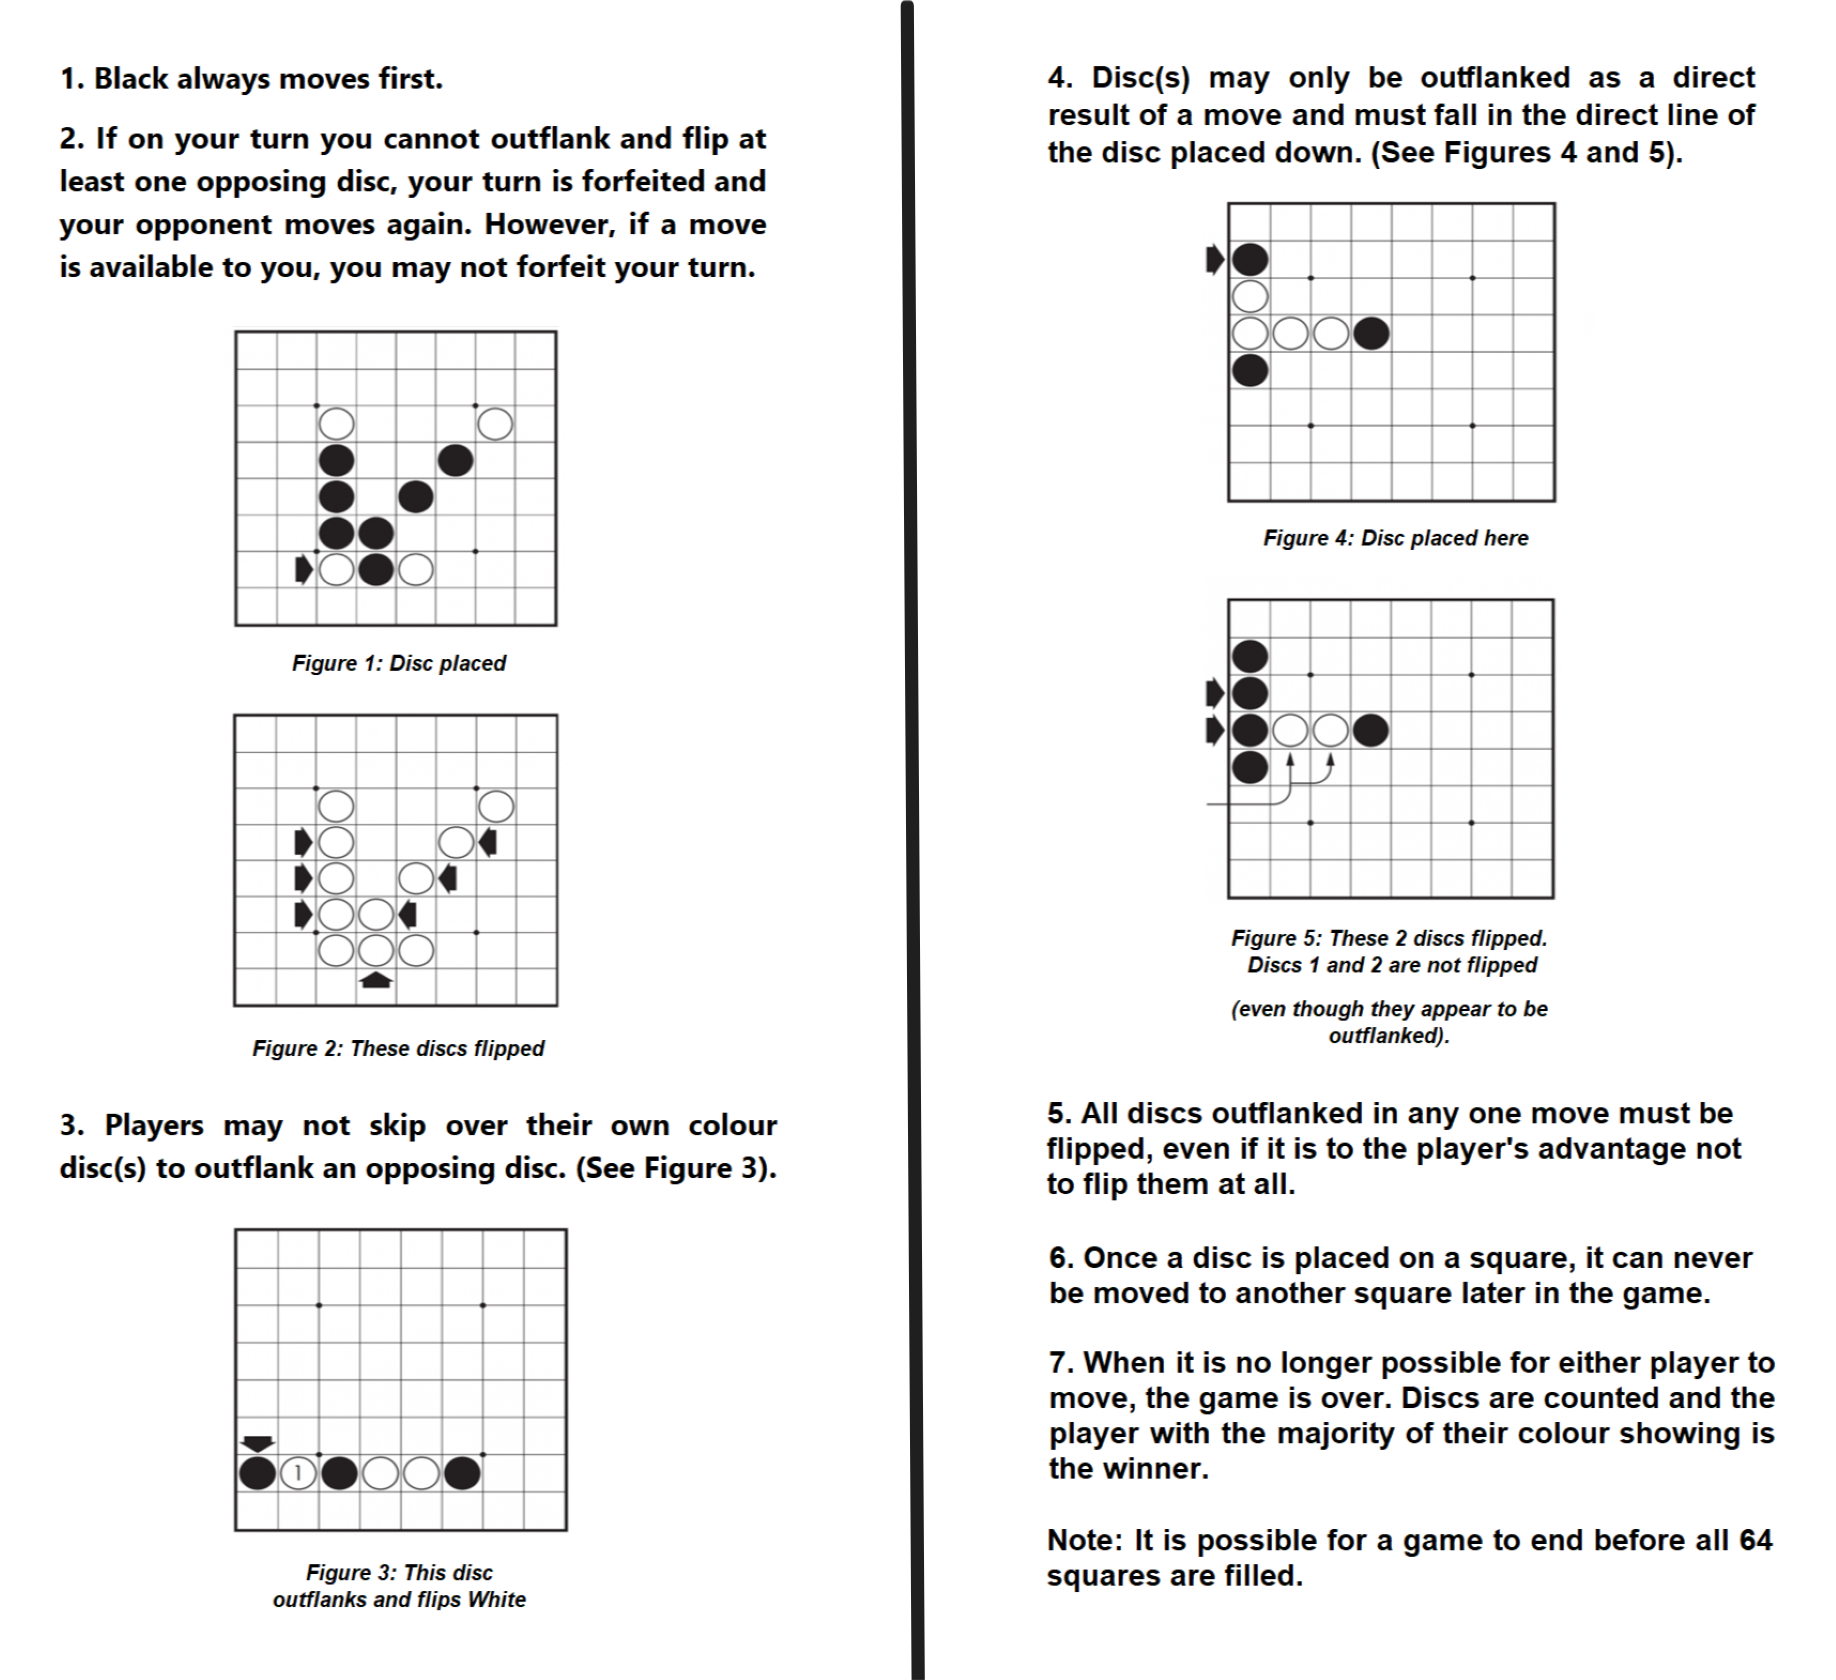 1. Black always moves first.
2. If on your turn you cannot outflank and flip at
least one opposing disc, your turn is forfeited and
your opponent moves again. However, if a move
is available to you, you may not forfeit your turn.
Figure 1: Disc placed
Figure 2: These discs flipped
3. Players may not skip over their own colour
disc(s) to outflank an opposing disc. (See Figure 3).
1
Figure 3: This disc
outflanks and flips White
4. Disc(s) may only be outflanked as a direct
result of a move and must fall in the direct line of
the disc placed down. (See Figures 4 and 5).
Figure 4: Disc placed here
Figure 5: These 2 discs flipped.
Discs 1 and 2 are not flipped
(even though they appear to be
outflanked).
5. All discs outflanked in any one move must be
flipped, even if it is to the player's advantage not
to flip them at all.
6. Once a disc is placed on a square, it can never
be moved to another square later in the game.
7. When it is no longer possible for either player to
move, the game is over. Discs are counted and the
player with the majority of their colour showing is
the winner.
Note: It is possible for a game to end before all 64
squares are filled.